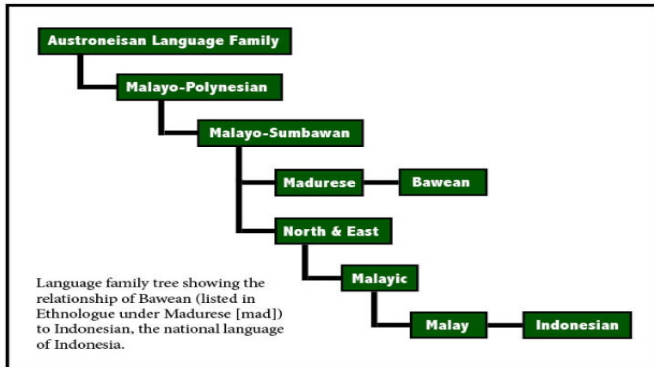 Austroneisan Language Family
Malayo-Polynesian
Malayo-Sumbawan
Madurese
Bawean
North & East
Malayic
Malay
Indonesian
Language family tree showing the
relationship of Bawean (listed in
Ethnologue under Madurese [mad])
to Indonesian, the national language
of Indonesia.